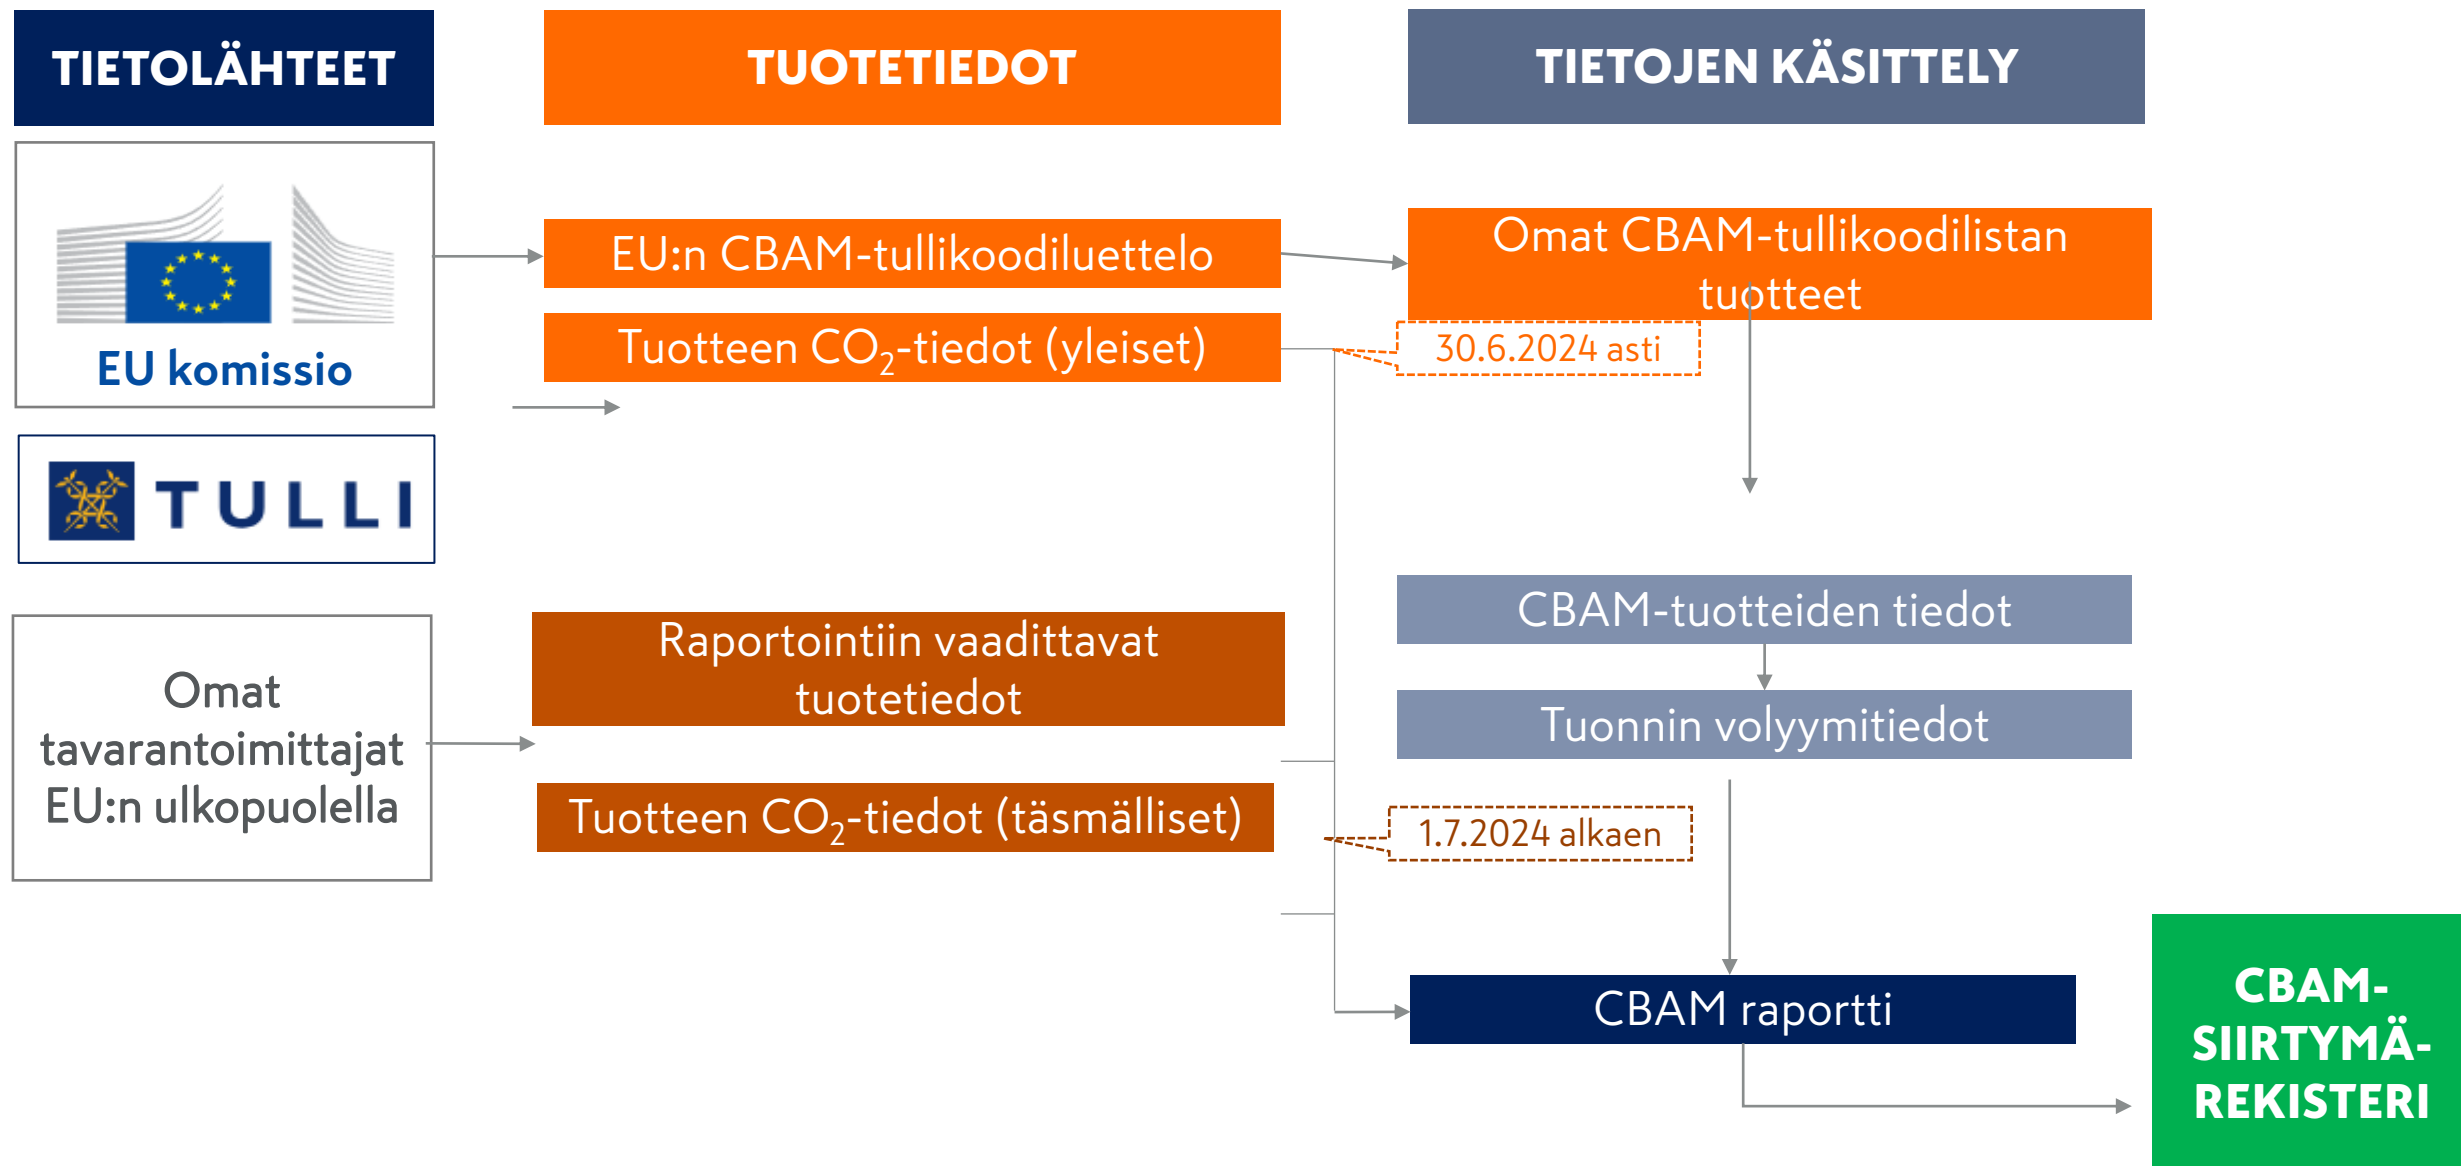 TIETOLÄHTEET
TUOTETIEDOT
TIETOJEN KÄSITTELY
EU komissio
EU:n CBAM-tullikoodiluettelo
Omat CBAM-tullikoodilistan
tuotteet
Tuotteen CO₂-tiedot (yleiset)
30.6.2024 asti
TULLI
Omat
tavarantoimittajat
EU:n ulkopuolella
Raportointiin vaadittavat
tuotetiedot
Tuotteen CO₂-tiedot (täsmälliset)
CBAM-tuotteiden tiedot
Tuonnin volyymitiedot
1.7.2024 alkaen
CBAM raportti
CBAM-
SIIRTYMÄ-
REKISTERI